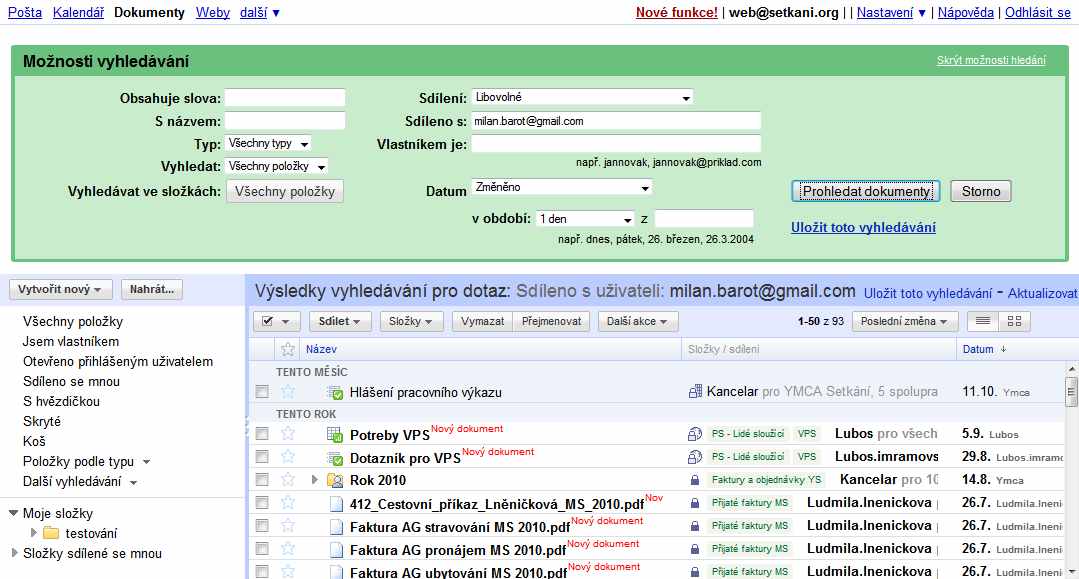 Pošta Kalendář Dokumenty Weby další ▼ Nové funkce! | web@setkani.org | | Nastavení ▼ | Nápověda | Odhlásit se
Možnosti vyhledávání Skrýt možnosti hledání
Obsahuje slova: Sdílení: Libovolné
S názvem: Sdíleno s: milan.barot@gmail.com
Typ: Všechny typy Vlastníkem je:
např. jannovak, jannovak@priklad.com
Vyhledat: Všechny položky
Vyhledávat ve složkách: Všechny položky Datum Změněno Prohledat dokumenty Storno
v období: 1 den z
Uložit toto vyhledávání
např. dnes, pátek, 26. březen, 26.3.2004
Vytvořit nový Nahrát...
Výsledky vyhledávání pro dotaz: Sdíleno s uživateli: milan.barot@gmail.com Uložit toto vyhledávání - Aktualizovat
Sdílet Složky Vymazat Přejmenovat Další akce 1-50 z 93 Poslední změna
Všechny položky
Jsem vlastníkem
Otevřeno přihlášeným uživatelem
Sdíleno se mnou
S hvězdičkou
Skryté
Koš
Položky podle typu
Další vyhledávání
Moje složky
testování
Složky sdílené se mnou
Název Složky / sdílení Datum ↓
TENTO MĚSÍC
Hlášení pracovního výkazu Kancelar pro YMCA Setkání, 5 spolupra 11.10. Ymca
TENTO ROK
Potreby VPS Nový dokument PS - Lidé sloužící VPS Lubos pro všech 5.9. Lubos
Dotazník pro VPS Nový dokument PS - Lidé sloužící VPS Lubos.imramovs 29.8. Lubos.imramo
Rok 2010 Faktury a objednávky YS Kancelar pro 10 14.8. Ymca
412_Cestovní_příkaz_Lněničková_MS_2010.pdf Nov Přijaté faktury MS Ludmila.lnenickova 26.7. Ludmila.lneni
Faktura AG stravování MS 2010.pdf Nový dokument Přijaté faktury MS Ludmila.lnenickova 26.7. Ludmila.lneni
Faktura AG pronájem MS 2010.pdf Nový dokument Přijaté faktury MS Ludmila.lnenickova 26.7. Ludmila.lneni
Faktura AG ubytování MS 2010.pdf Nový dokument Přijaté faktury MS Ludmila.lnenickova 26.7. Ludmila.lneni